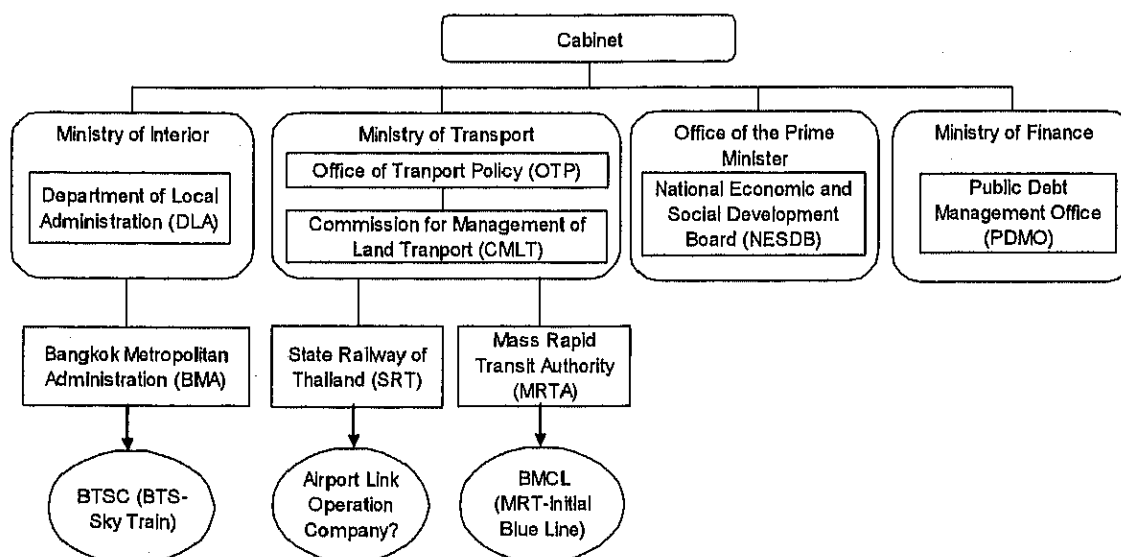 Cabinet
Ministry of Interior
Department of Local
Administration (DLA)
Ministry of Transport
Office of Tranport Policy (OTP)
Commission for Management of
Land Tranport (CMLT)
Office of the Prime
Minister
National Economic and
Social Development
Board (NESDB)
Ministry of Finance
Public Debt
Management Office
(PDMO)
Bangkok Metropolitan
Administration (BMA)
State Railway of
Thailand (SRT)
Mass Rapid
Transit Authority
(MRTA)
BTSC (BTS-
Sky Train)
Airport Link
Operation
Company?
BMCL
(MRT-initial
Blue Line)